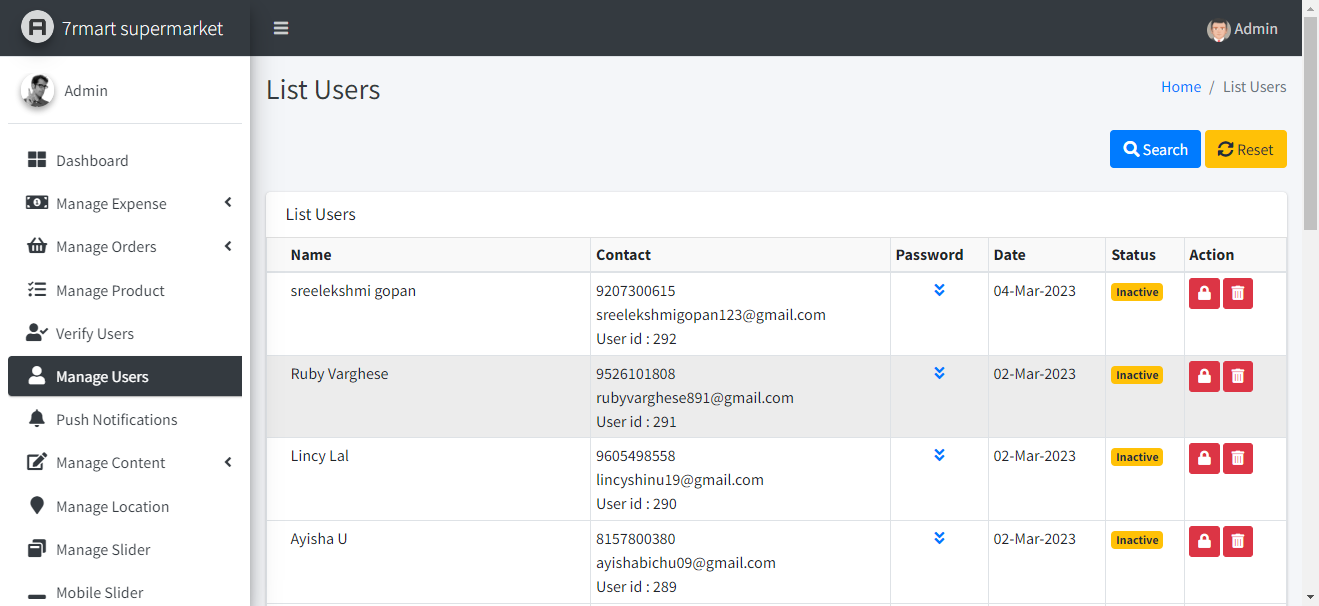 7rmart supermarket
Admin
Admin
Dashboard
Manage Expense
Manage Orders
Manage Product
Verify Users
Manage Users
Push Notifications
Manage Content
Manage Location
Manage Slider
Mobile Slider
List Users
Home / List Users
Search Reset
List Users
Name Contact Password Date Status Action
sreelekshmi gopan 9207300615 04-Mar-2023 Inactive
sreelekshmigopan123@gmail.com
User id : 292
Ruby Varghese 9526101808 02-Mar-2023 Inactive
rubyvarghese891@gmail.com
User id : 291
Lincy Lal 9605498558 02-Mar-2023 Inactive
lincyshinu19@gmail.com
User id : 290
Ayisha U 8157800380 02-Mar-2023 Inactive
ayishabichu09@gmail.com
User id : 289